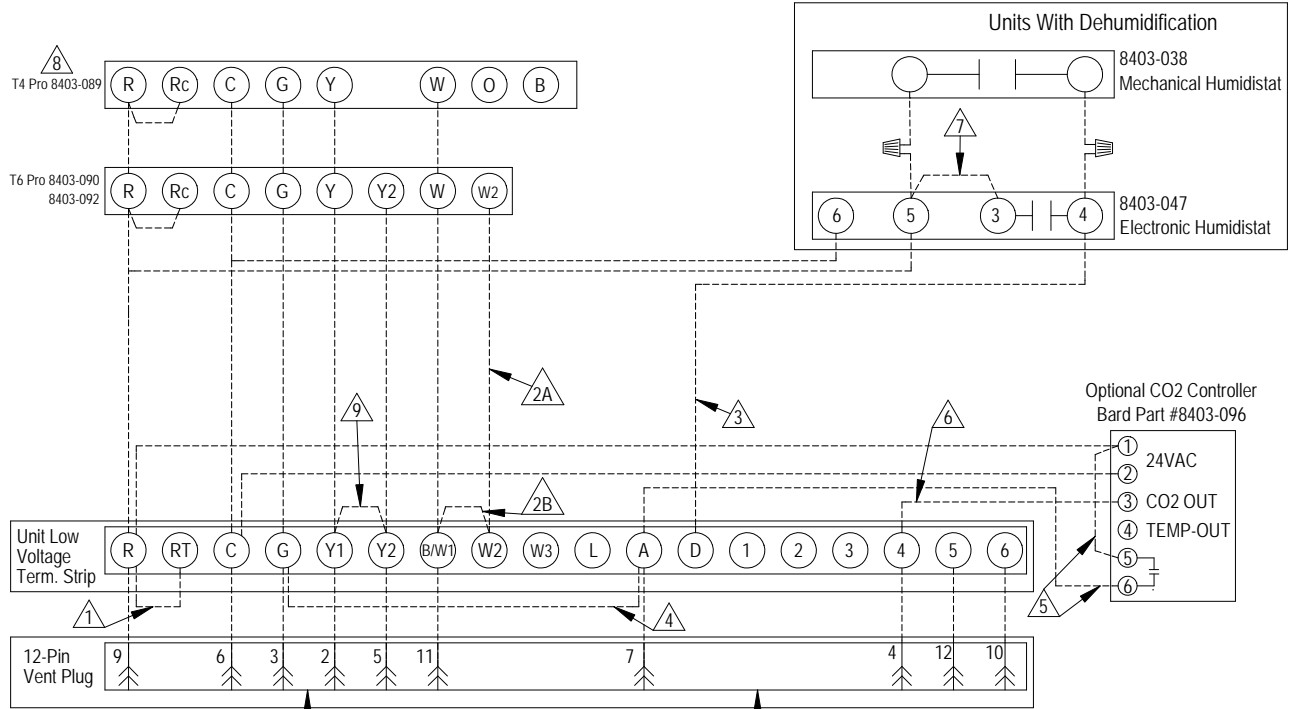 Units With Dehumidification
8403-038
Mechanical Humidistat
8
T4 Pro 8403-089
R Rc C G Y W O B
7
T6 Pro 8403-090
8403-092
R Rc C G Y Y2 W W2
6 5 3 4
8403-047
Electronic Humidistat
2A
9
3
6
Optional CO2 Controller
Bard Part #8403-096
1
24VAC
2
3 CO2 OUT
4 TEMP-OUT
5
6
2B
5
Unit Low
Voltage
Term. Strip
R RT C G Y1 Y2 B/W1 W2 W3 L A D 1 2 3 4 5 6
1
4
12-Pin
Vent Plug
9 6 3 2 5 11 7 4 12 10